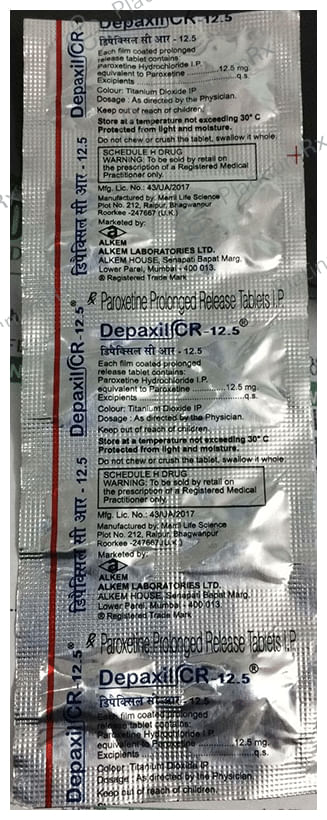 Depaxil CR-12.5
डिपेक्सिल सी आर - 12.5
Each film coated prolonged
release tablet contains:
Paroxetine Hydrochloride I.P.
equivalent to Paroxetine ..........12.5 mg.
Excipients ..............................q.s.
Colour: Titanium Dioxide IP
Dosage : As directed by the Physician.
Keep out of reach of children.
Store at a temperature not exceeding 30° C
Protected from light and moisture.
Do not chew or crush the tablet, swallow it whole.
SCHEDULE H DRUG
WARNING: To be sold by retail on
the prescription of a Registered Medical
Practitioner only.
Mfg. Lic. No.: 43/UA/2017
Manufactured by: Merril Life Science
Plot No. 212, Raipur, Bhagwanpur
Roorkee -247667 (U.K.)
Marketed by:
ALKEM
ALKEM LABORATORIES LTD.
ALKEM HOUSE, Senapati Bapat Marg.
Lower Parel, Mumbai - 400 013.
® Registered Trade Mark
℞ Paroxetine Prolonged Release Tablets I.P.
Depaxil CR-12.5®
डिपेक्सिल सी आर - 12.5
Each film coated prolonged
release tablet contains:
Paroxetine Hydrochloride I.P.
equivalent to Paroxetine ..........12.5 mg.
Excipients ..............................q.s.
Colour: Titanium Dioxide IP
Dosage : As directed by the Physician.
Keep out of reach of children.
Store at a temperature not exceeding 30° C
Protected from light and moisture.
Do not chew or crush the tablet, swallow it whole.
SCHEDULE H DRUG
WARNING: To be sold by retail on
the prescription of a Registered Medical
Practitioner only.
Mfg. Lic. No.: 43/UA/2017
Manufactured by: Merril Life Science
Plot No. 212, Raipur, Bhagwanpur
Roorkee -247667 (U.K.)
Marketed by:
ALKEM
ALKEM LABORATORIES LTD.
ALKEM HOUSE, Senapati Bapat Marg.
Lower Parel, Mumbai - 400 013.
® Registered Trade Mark
℞ Paroxetine Prolonged Release Tablets I.P.
Depaxil CR-12.5®
डिपेक्सिल सी आर - 12.5
Each film coated prolonged
release tablet contains:
Paroxetine Hydrochloride I.P.
equivalent to Paroxetine ..........12.5 mg.
Excipients ..............................q.s.
Colour: Titanium Dioxide IP
Dosage : As directed by the Physician.
Keep out of reach of children.
Depaxil CR-12.5® डिपेक्सिल सी आर - 12.5 Depaxil CR-12.5® डिपेक्सिल सी आर - 12.5 Depaxil CR